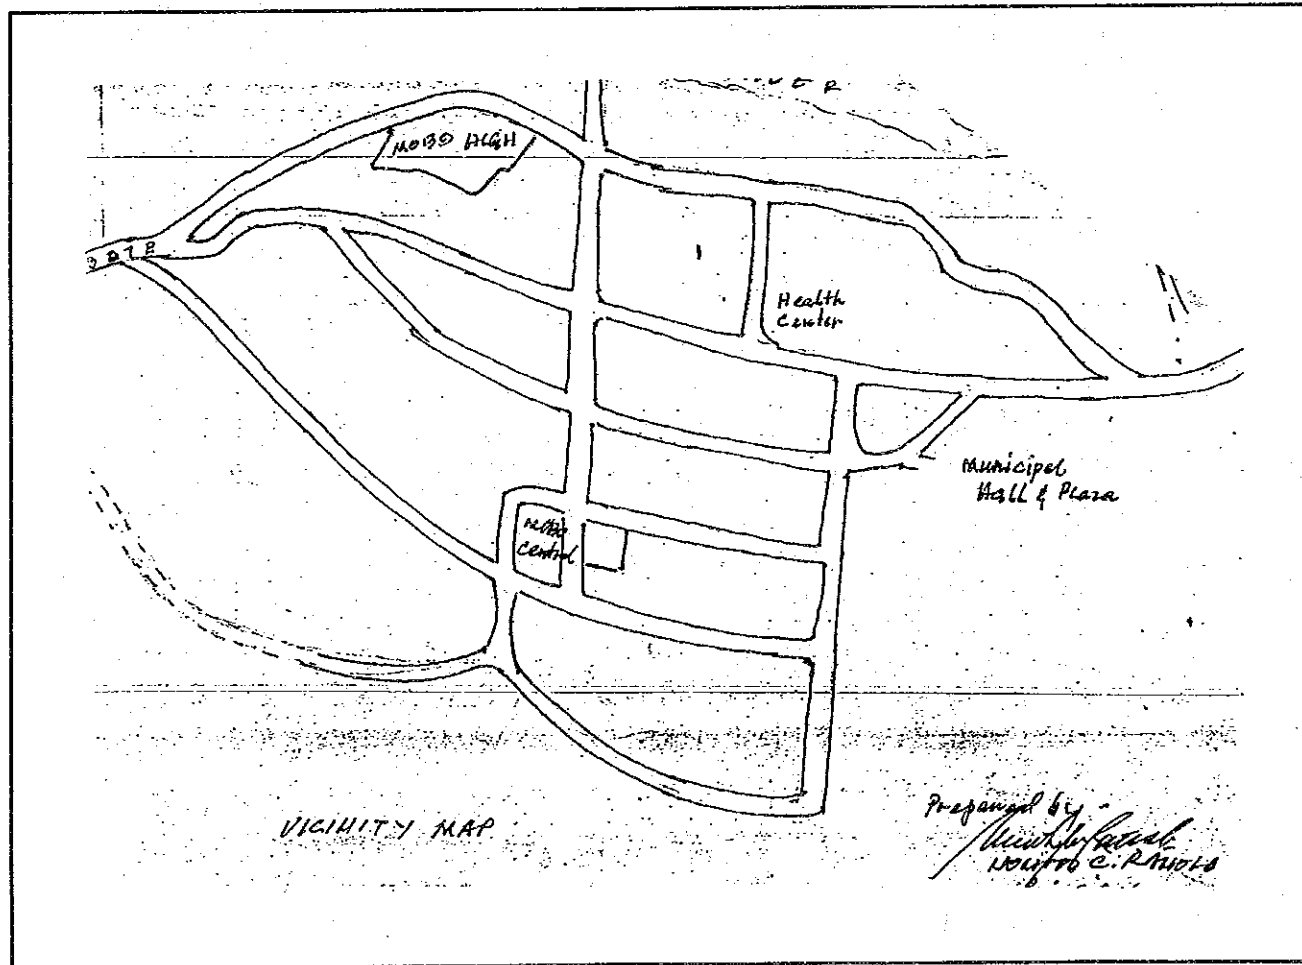 MOBO HIGH
Health
Center
Municipal
Hall & Plaza
MOBO
Central
VICINITY MAP
Prepared by